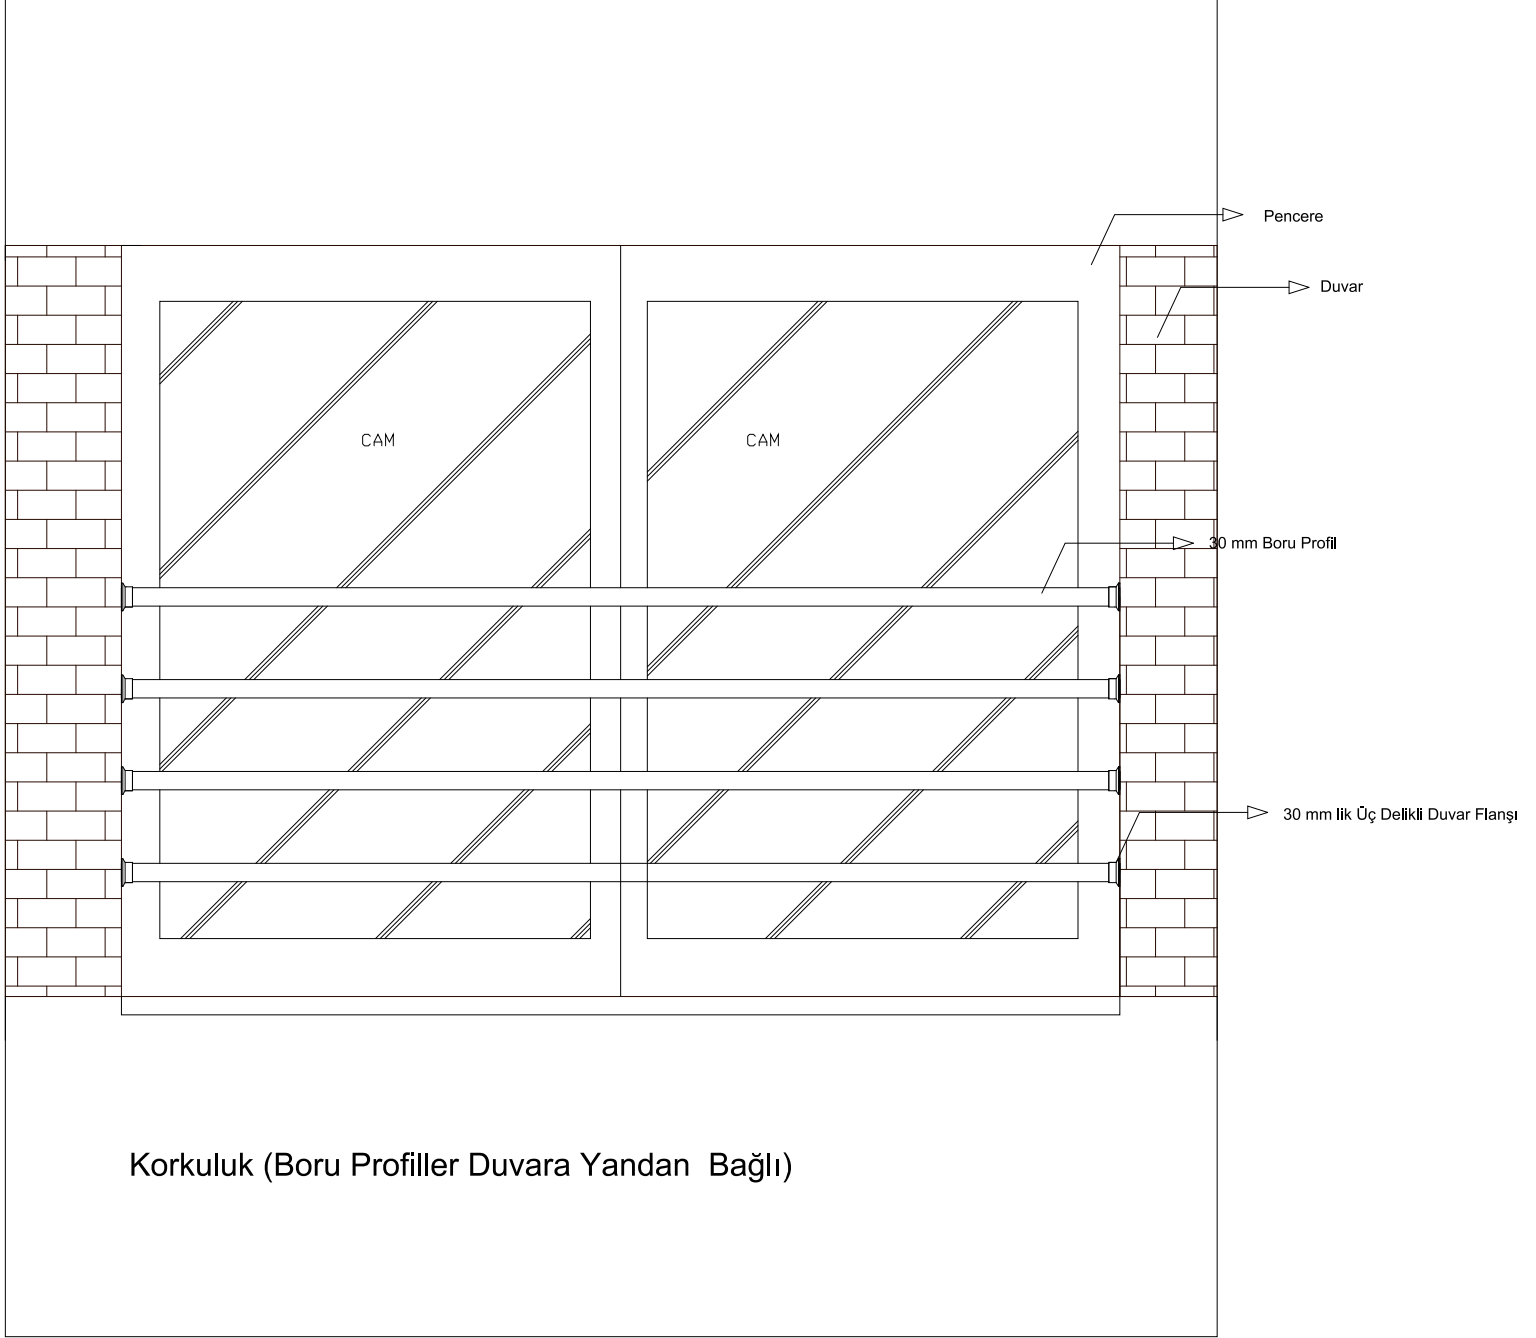 Pencere
Duvar
CAM
CAM
30 mm Boru Profil
30 mm lik Üç Delikli Duvar Flanşı
Korkuluk (Boru Profiller Duvara Yandan Bağlı)